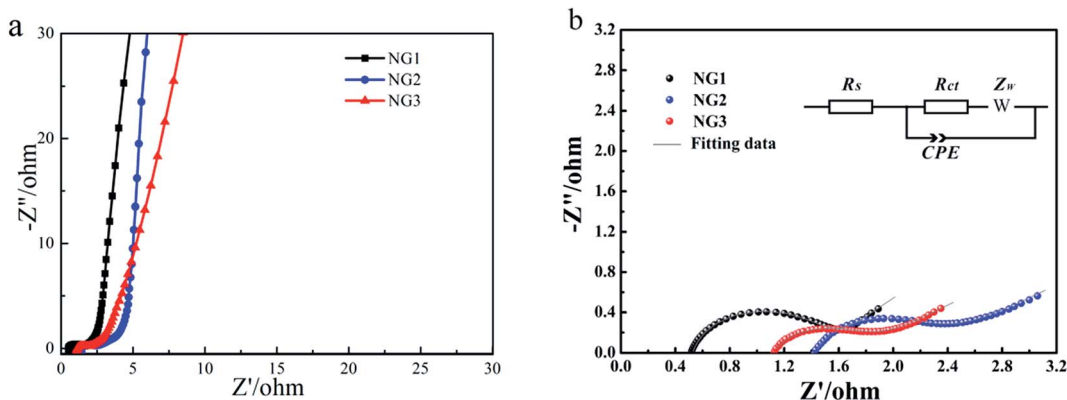 a
30
20
10
0
-Z"/ohm
NG1
NG2
NG3
0 5 10 15 20 25 30
Z'/ohm
b
3.2
2.8
2.4
2.0
1.6
1.2
0.8
0.4
0.0
-Z"/ohm
NG1
NG2
NG3
Fitting data
Rs Rct Zw
W
CPE
0.0 0.4 0.8 1.2 1.6 2.0 2.4 2.8 3.2
Z'/ohm